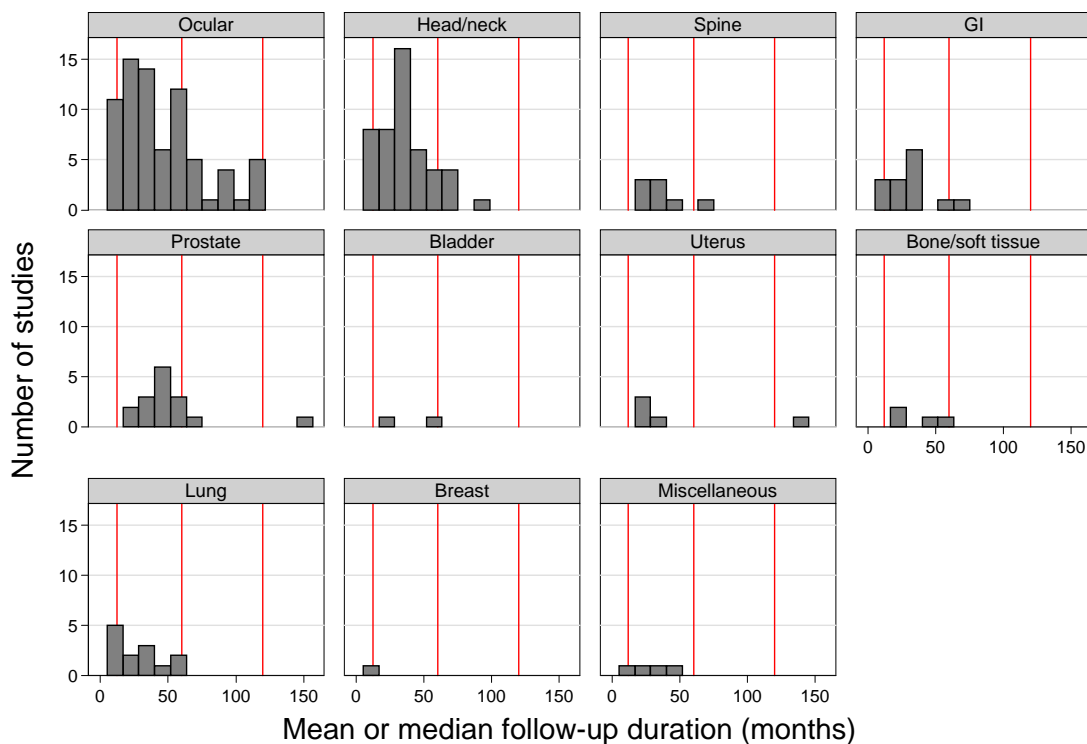 Ocular Head/neck Spine GI
15
10
5
0
Prostate Bladder Uterus Bone/soft tissue
15
10
5
0
0 50 100 150
Lung Breast Miscellaneous
15
10
5
0
0 50 100 150 0 50 100 150 0 50 100 150
Number of studies
Mean or median follow-up duration (months)